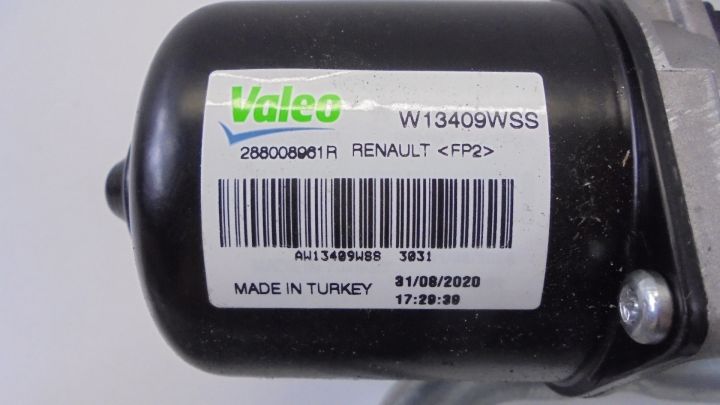 Valeo
W13409WSS
288008961R RENAULT <FP2>
AW13409WSS 3031
MADE IN TURKEY
31/08/2020
17:29:39